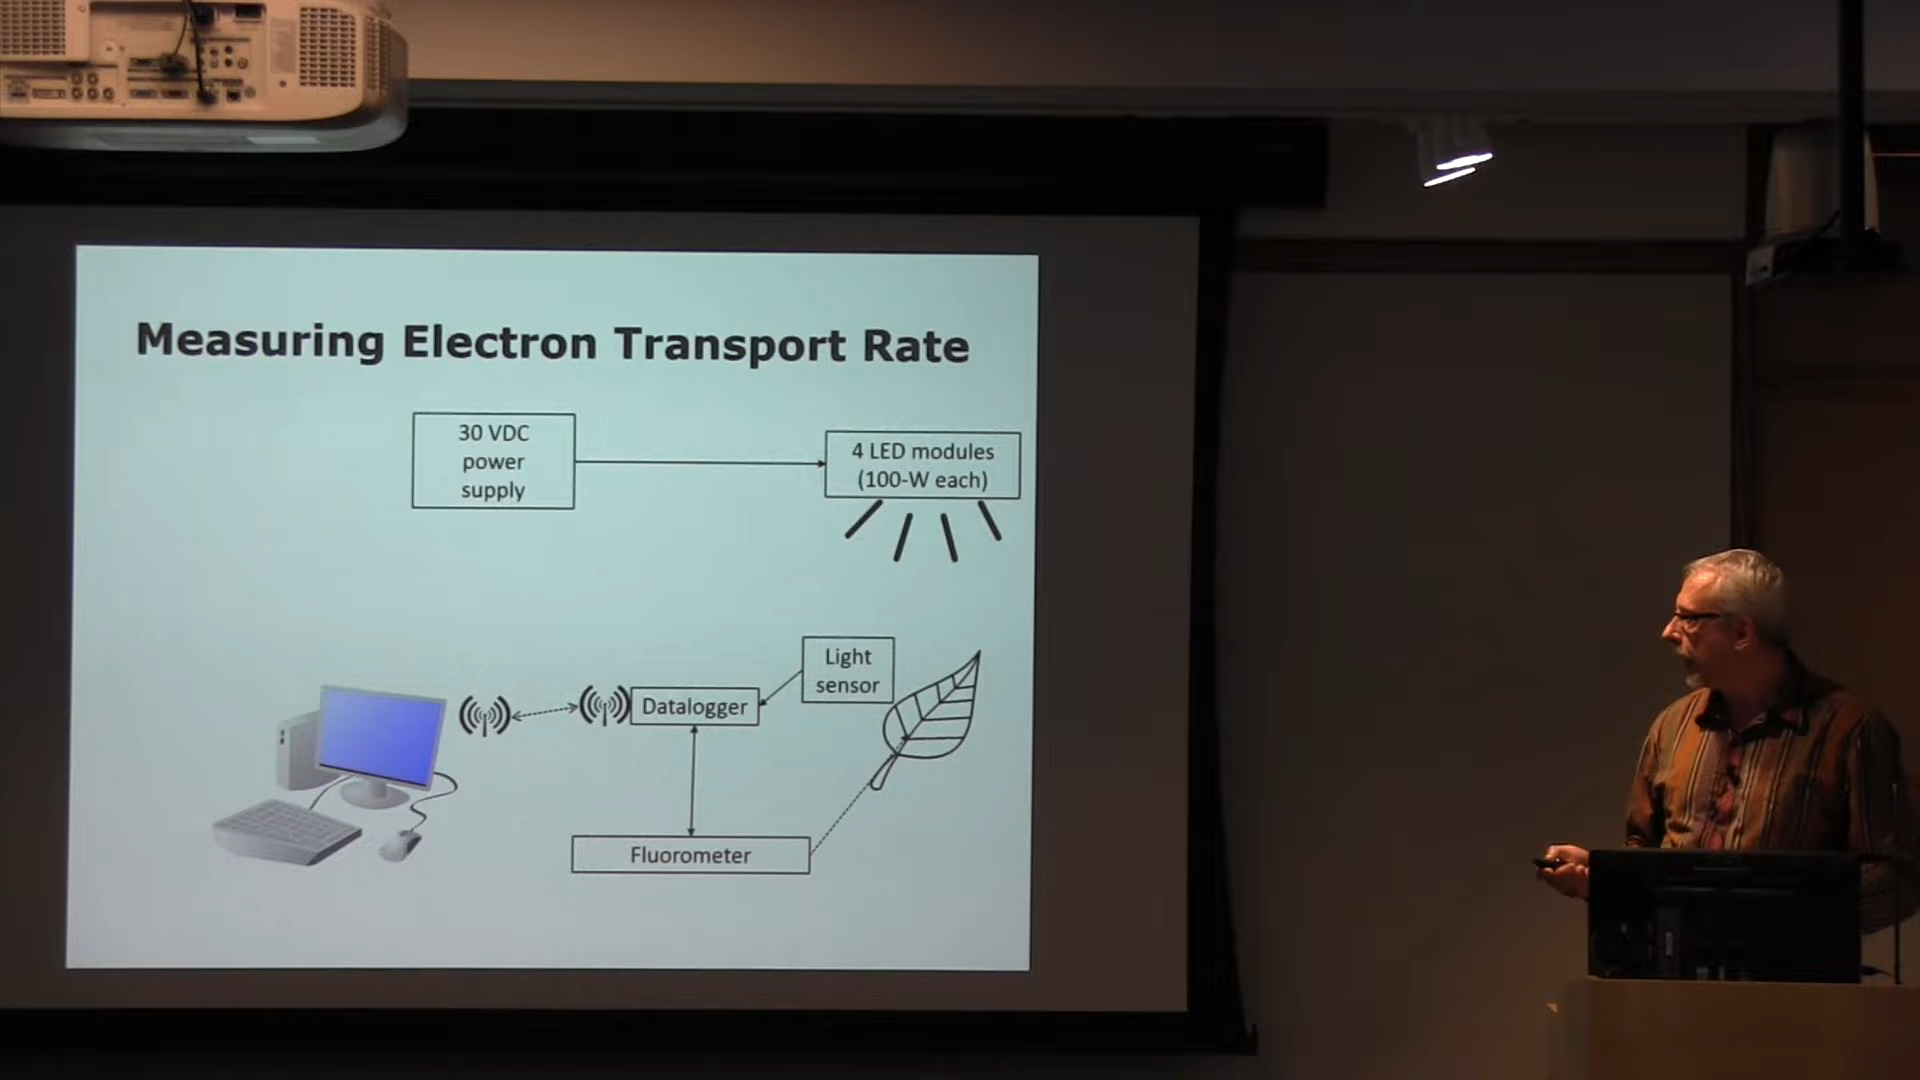 Measuring Electron Transport Rate
30 VDC
power
supply
4 LED modules
(100-W each)
Light
sensor
Datalogger
Fluorometer